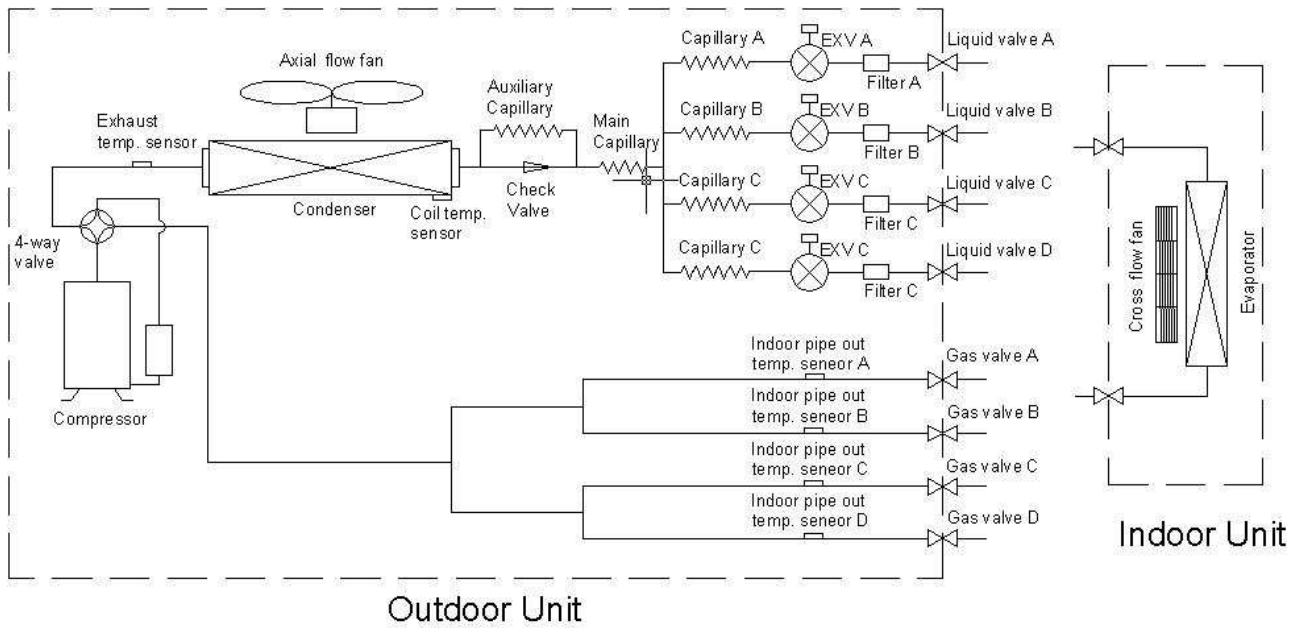 Axial flow fan
Exhaust
temp. sensor
Condenser
Coil temp.
sensor
4-way
valve
Compressor
Auxiliary
Capillary
Check
Valve
Main
Capillary
Capillary A
EXV A
Filter A
Liquid valve A
Capillary B
EXV B
Filter B
Liquid valve B
Capillary C
EXV C
Filter C
Liquid valve C
Capillary C
EXV C
Filter C
Liquid valve D
Indoor pipe out
temp. seneor A
Gas valve A
Indoor pipe out
temp. seneor B
Gas valve B
Indoor pipe out
temp. seneor C
Gas valve C
Indoor pipe out
temp. seneor D
Gas valve D
Outdoor Unit
Cross flow fan
Evaporator
Indoor Unit